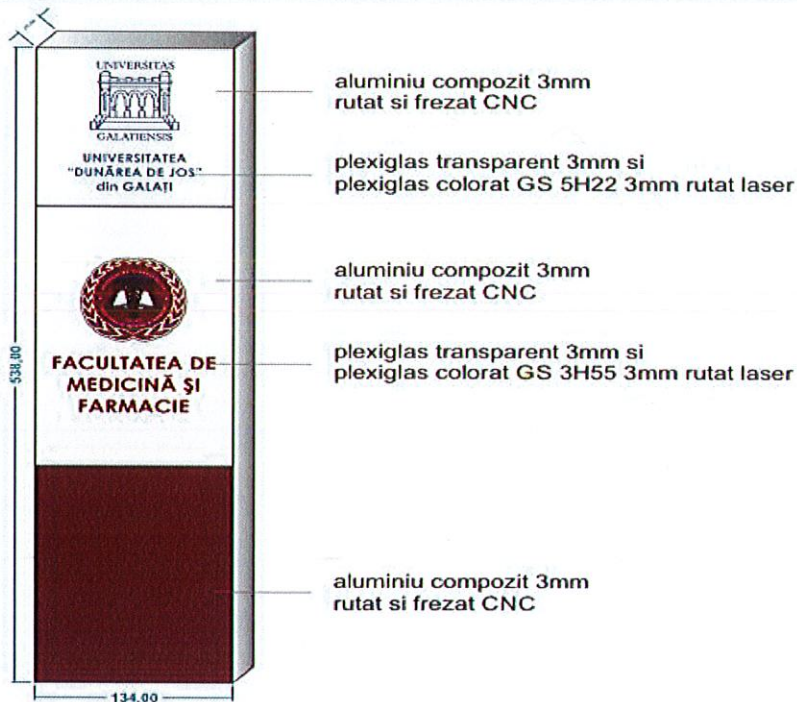 UNIVERSITAS
GALATIENSIS
UNIVERSITATEA
"DUNĂREA DE JOS"
din GALAȚI
FACULTATEA DE
MEDICINĂ ŞI
FARMACIE
538,00
134,00
aluminiu compozit 3mm
rutat si frezat CNC
plexiglas transparent 3mm si
plexiglas colorat GS 5H22 3mm rutat laser
aluminiu compozit 3mm
rutat si frezat CNC
plexiglas transparent 3mm si
plexiglas colorat GS 3H55 3mm rutat laser
aluminiu compozit 3mm
rutat si frezat CNC